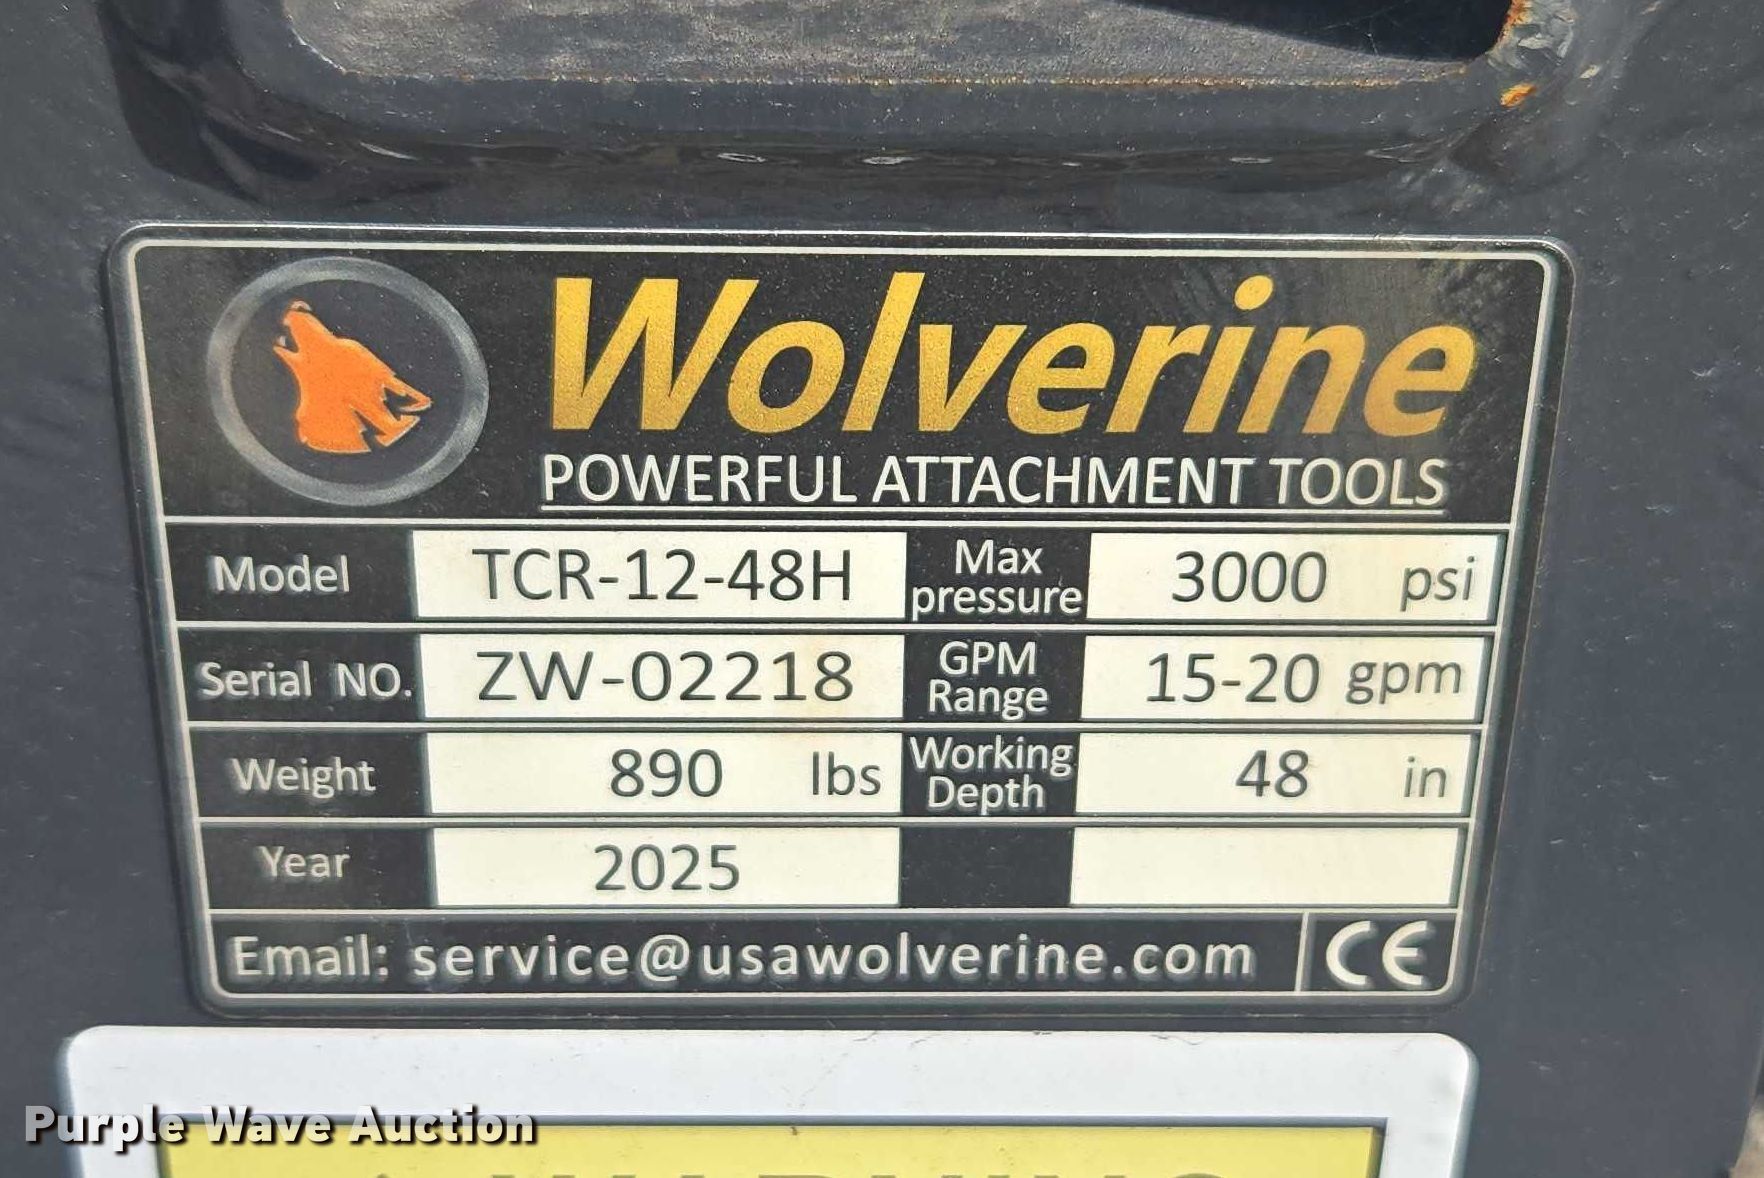 Wolverine
POWERFUL ATTACHMENT TOOLS
Model TCR-12-48H Max pressure 3000 psi
Serial NO. ZW-02218 GPM Range 15-20 gpm
Weight 890 lbs Working Depth 48 in
Year 2025
Email: service@usawolverine.com CE
Purple Wave Auction
WARNING